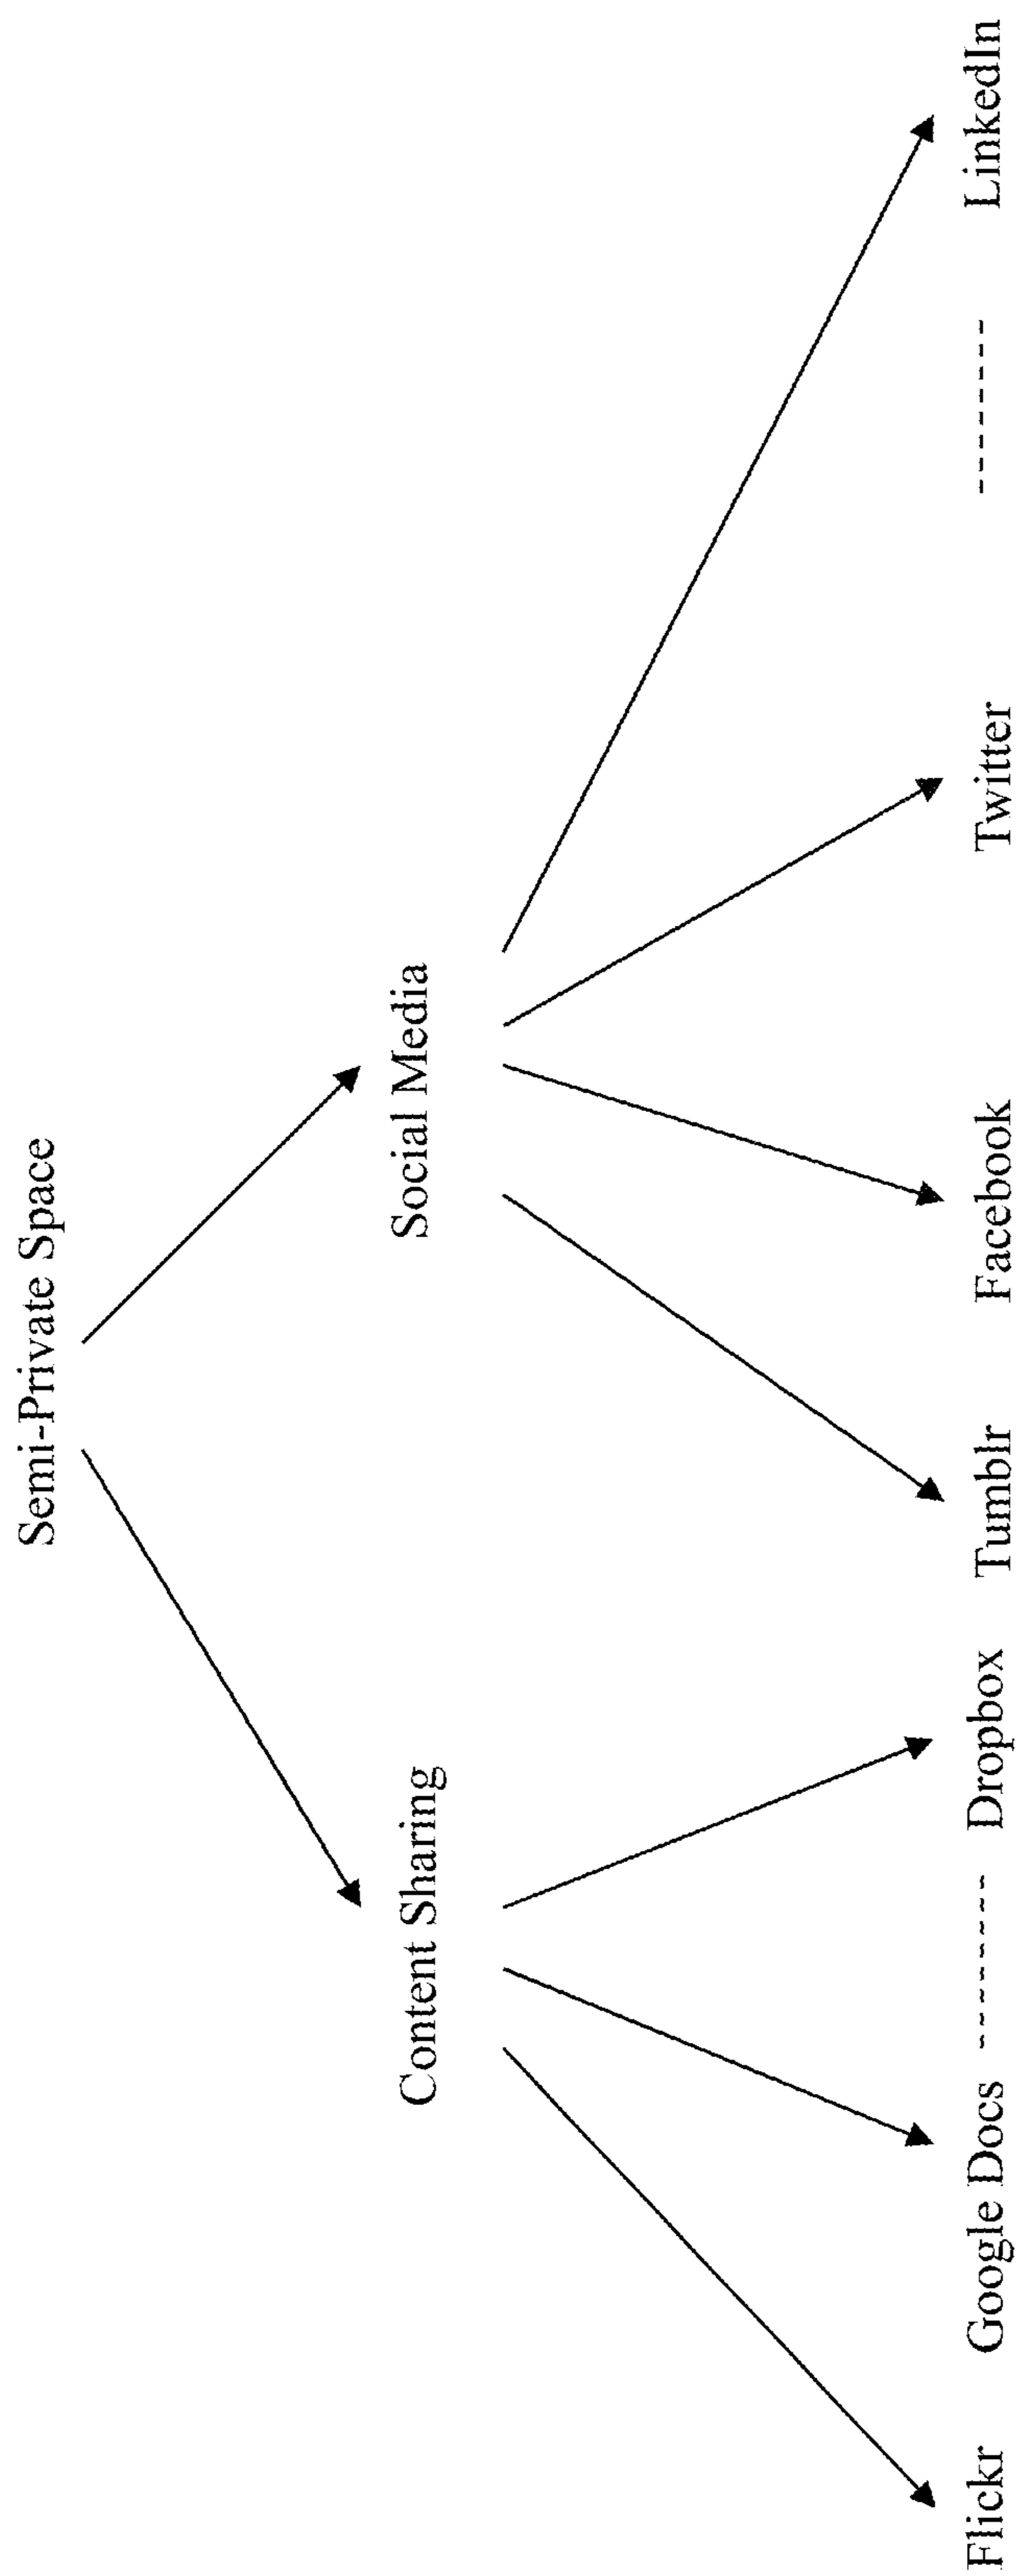 Semi-Private Space
Content Sharing
Social Media
Flickr
Google Docs
--------
Dropbox
Tumblr
Facebook
Twitter
--------
LinkedIn